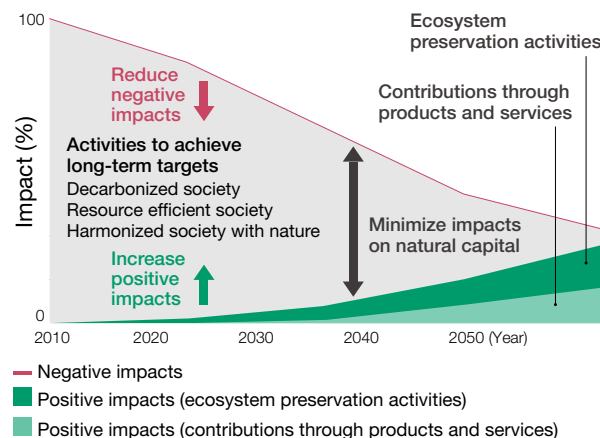 100
Ecosystem
preservation activities
Contributions through
products and services
Reduce
negative
impacts
Activities to achieve
long-term targets
Decarbonized society
Resource efficient society
Harmonized society with nature
Impact (%)
Minimize impacts
on natural capital
Increase
positive
impacts
0
2010 2020 2030 2040 2050 (Year)
Negative impacts
Positive impacts (ecosystem preservation activities)
Positive impacts (contributions through products and services)